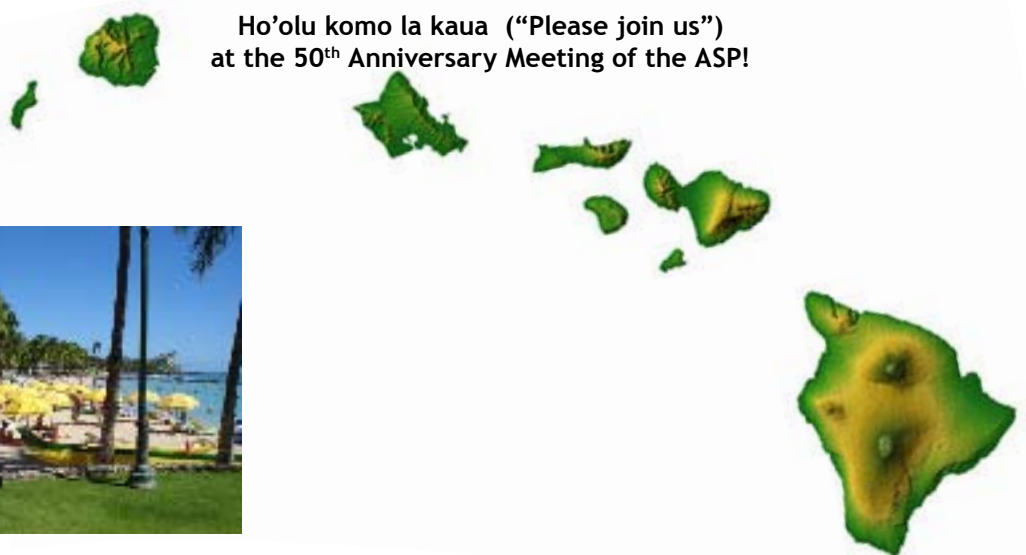 Ho’olu komo la kaua (“Please join us”)
at the 50th Anniversary Meeting of the ASP!